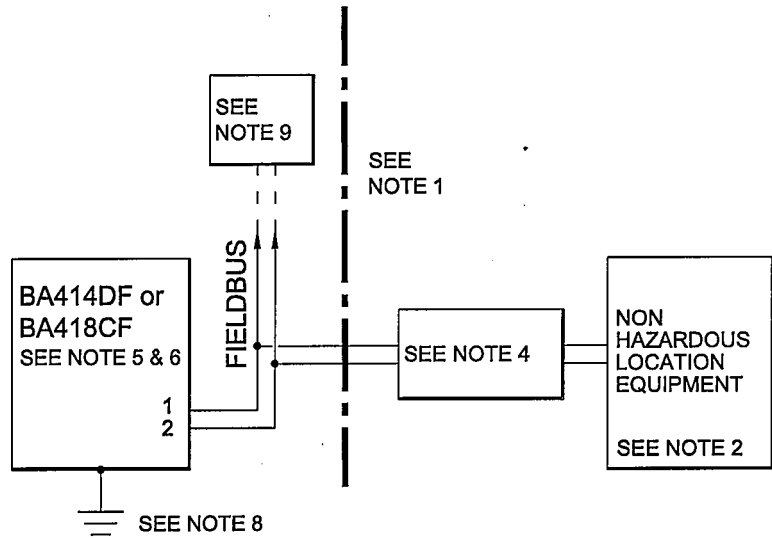 SEE
NOTE 9
SEE
NOTE 1
FIELDBUS
BA414DF or
BA418CF
SEE NOTE 5 & 6
1
2
SEE NOTE 4
NON
HAZARDOUS
LOCATION
EQUIPMENT
SEE NOTE 2
SEE NOTE 8